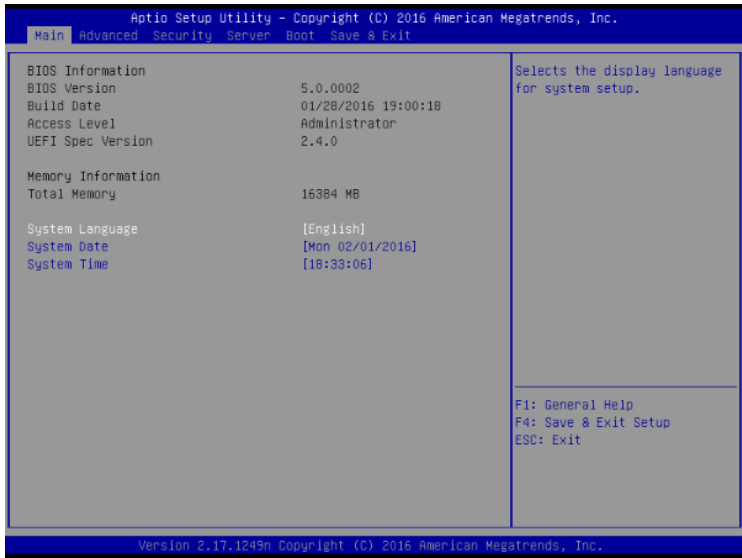 Aptio Setup Utility – Copyright (C) 2016 American Megatrends, Inc.
Main Advanced Security Server Boot Save & Exit
BIOS Information
BIOS Version 5.0.0002
Build Date 01/28/2016 19:00:18
Access Level Administrator
UEFI Spec Version 2.4.0
Memory Information
Total Memory 16384 MB
System Language [English]
System Date [Mon 02/01/2016]
System Time [18:33:06]
Selects the display language
for system setup.
F1: General Help
F4: Save & Exit Setup
ESC: Exit
Version 2.17.1249n Copyright (C) 2016 American Megatrends, Inc.